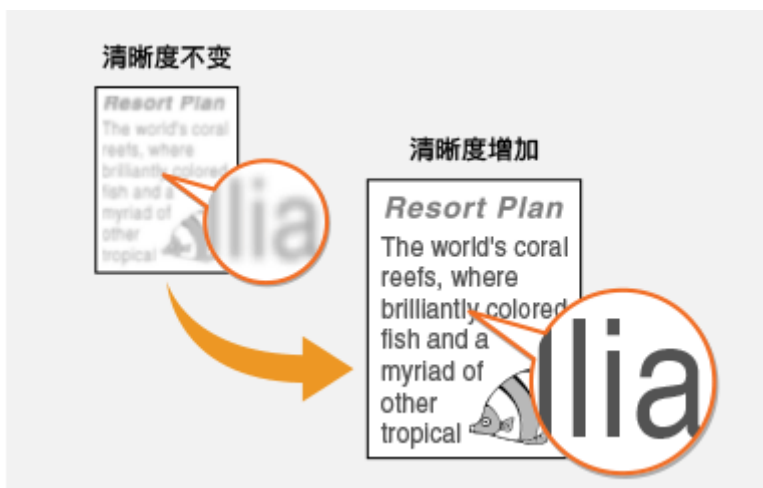 清晰度不变
Resort Plan
The world's coral
reefs, where
brilliantly colored
fish and a
myriad of
other
tropical
lia
清晰度增加
Resort Plan
The world's coral
reefs, where
brilliantly colored
fish and a
myriad of
other
tropical
llia